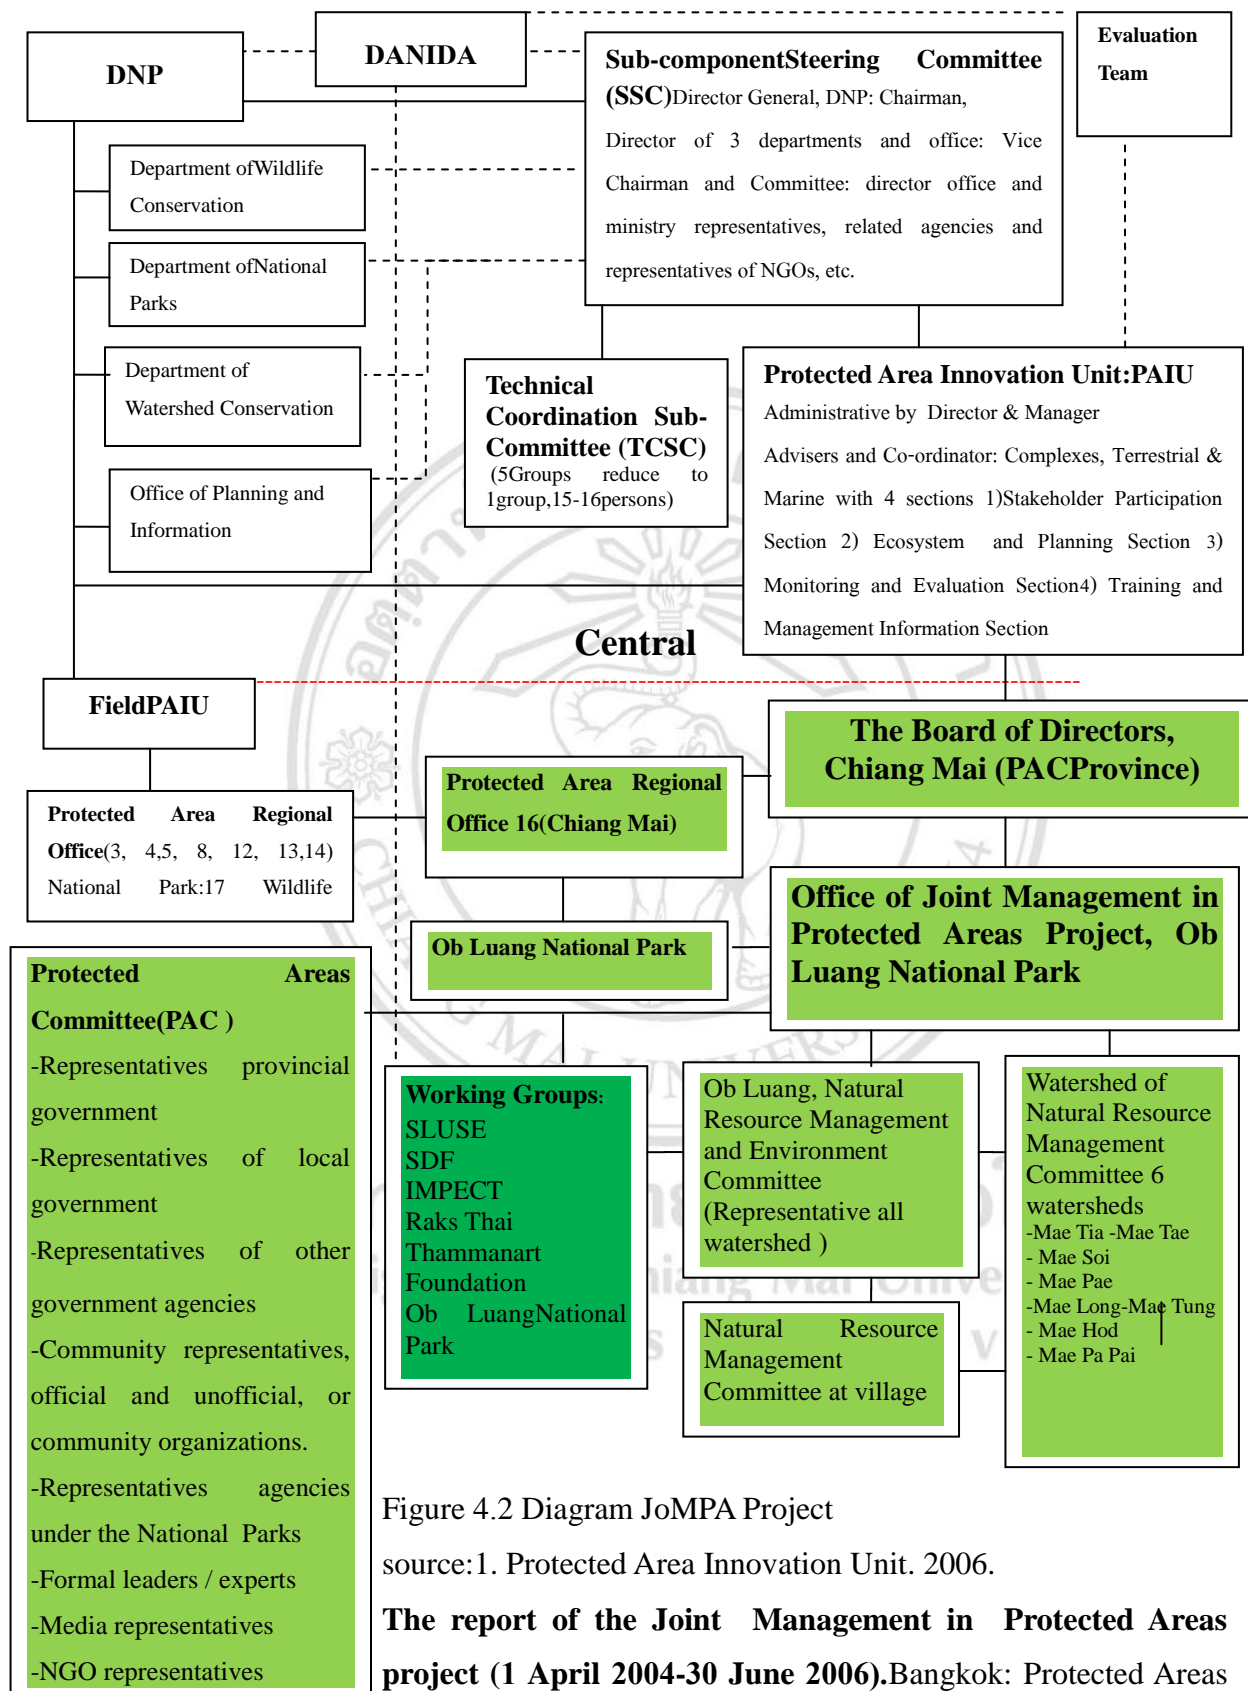 DNP
DANIDA
Sub-componentSteering Committee
(SSC)Director General, DNP: Chairman,
Director of 3 departments and office: Vice
Chairman and Committee: director office and
ministry representatives, related agencies and
representatives of NGOs, etc.
Evaluation
Team
Department ofWildlife
Conservation
Department ofNational
Parks
Department of
Watershed Conservation
Office of Planning and
Information
Technical
Coordination Sub-
Committee (TCSC)
(5Groups reduce to
1group,15-16persons)
Protected Area Innovation Unit:PAIU
Administrative by Director & Manager
Advisers and Co-ordinator: Complexes, Terrestrial &
Marine with 4 sections 1)Stakeholder Participation
Section 2) Ecosystem and Planning Section 3)
Monitoring and Evaluation Section4) Training and
Management Information Section
Central
FieldPAIU
The Board of Directors,
Chiang Mai (PACProvince)
Protected Area Regional
Office 16(Chiang Mai)
Protected Area Regional
Office(3, 4,5, 8, 12, 13,14)
National Park:17 Wildlife
Ob Luang National Park
Office of Joint Management in
Protected Areas Project, Ob
Luang National Park
Protected Areas
Committee(PAC )
-Representatives provincial
government
-Representatives of local
government
-Representatives of other
government agencies
-Community representatives,
official and unofficial, or
community organizations.
-Representatives agencies
under the National Parks
-Formal leaders / experts
-Media representatives
-NGO representatives
Working Groups:
SLUSE
SDF
IMPECT
Raks Thai
Thammanart
Foundation
Ob LuangNational
Park
Ob Luang, Natural
Resource Management
and Environment
Committee
(Representative all
watershed )
Natural Resource
Management
Committee at village
Watershed of
Natural Resource
Management
Committee 6
watersheds
-Mae Tia -Mae Tae
- Mae Soi
- Mae Pae
-Mae Long-Mae Tung
- Mae Hod
- Mae Pa Pai
CHIANG MAI UNIVERSITY
Figure 4.2 Diagram JoMPA Project
source:1. Protected Area Innovation Unit. 2006.
The report of the Joint Management in Protected Areas
project (1 April 2004-30 June 2006).Bangkok: Protected Areas